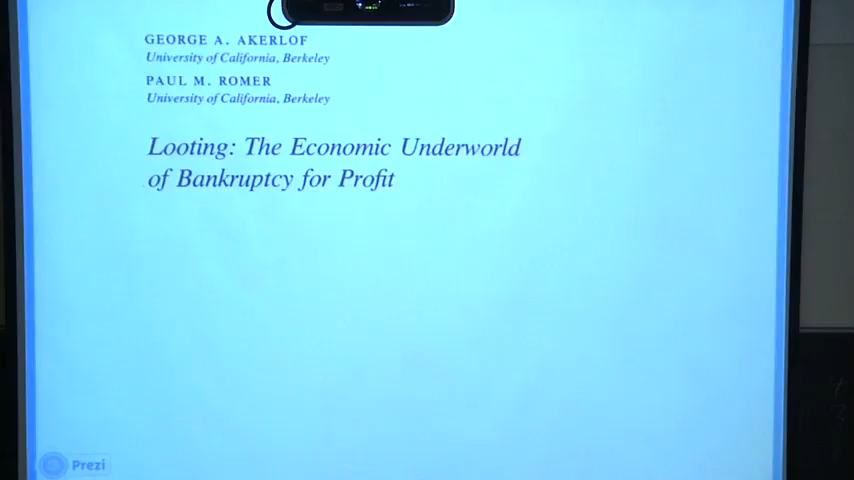 GEORGE A. AKERLOF
University of California, Berkeley
PAUL M. ROMER
University of California, Berkeley
Looting: The Economic Underworld
of Bankruptcy for Profit
Prezi